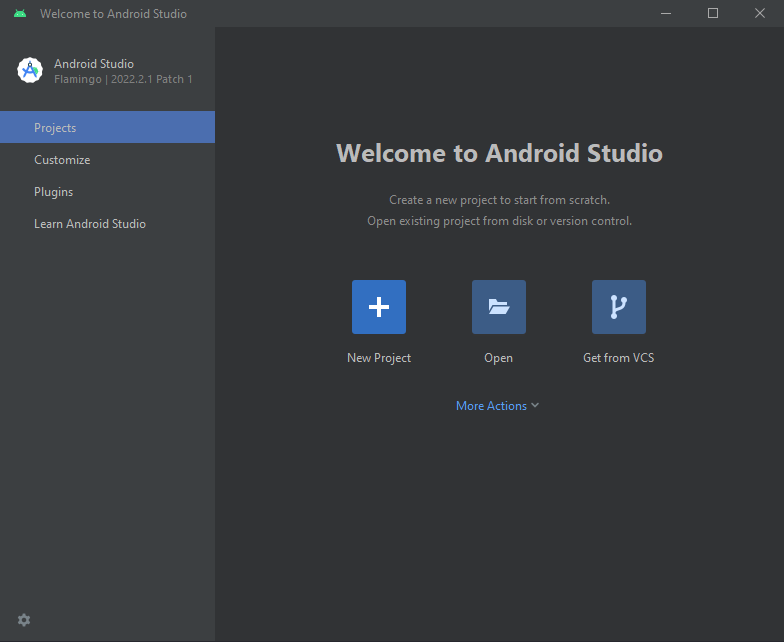 Welcome to Android Studio
Android Studio
Flamingo | 2022.2.1 Patch 1
Projects
Customize
Plugins
Learn Android Studio
Welcome to Android Studio
Create a new project to start from scratch.
Open existing project from disk or version control.
New Project
Open
Get from VCS
More Actions